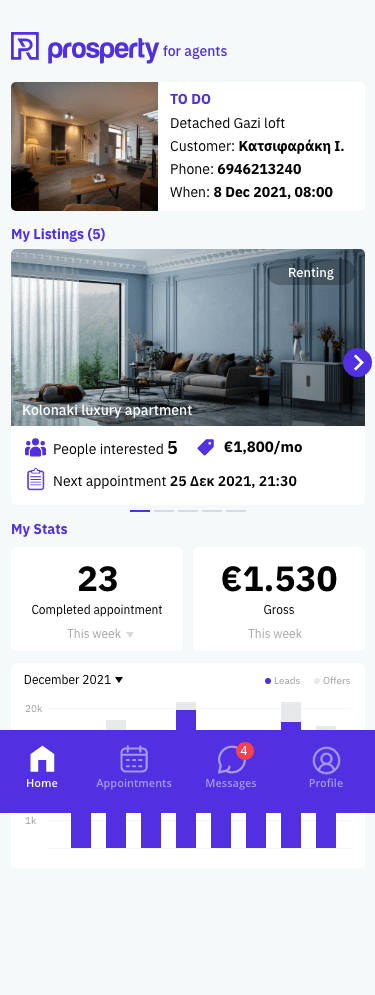 prosperty for agents
TO DO
Detached Gazi loft
Customer: Κατσιφαράκη Ι.
Phone: 6946213240
When: 8 Dec 2021, 08:00
My Listings (5)
Renting
Kolonaki luxury apartment
People interested 5
€1,800/mo
Next appointment 25 Δεκ 2021, 21:30
My Stats
23
Completed appointment
This week
€1.530
Gross
This week
December 2021
Leads
Offers
20k
Home
Appointments
4
Messages
Profile
1k